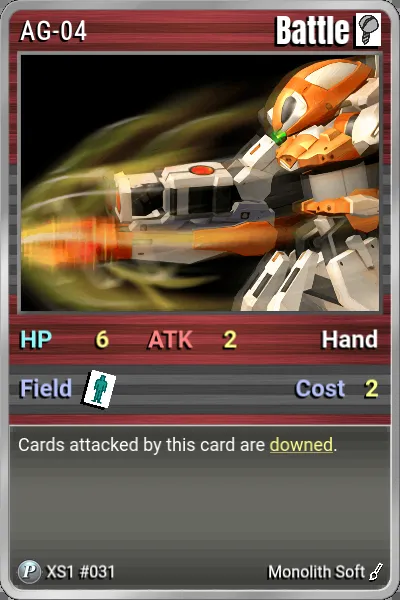 AG-04 Battle
HP 6 ATK 2 Hand
Field Cost 2
Cards attacked by this card are downed.
P XS1 #031 Monolith Soft